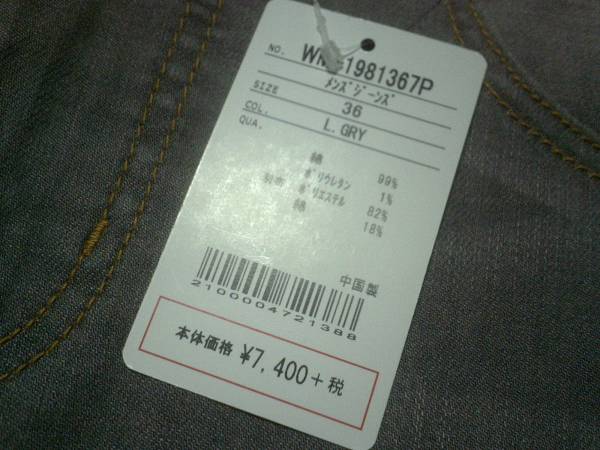 NO. WM-1981367P
メンズジーンズ
SIZE 36
COL. L.GRY
QUA.
綿 99%
ポリウレタン 1%
ポリエステル 82%
綿 18%
中国製
2100004721388
本体価格 ¥7,400+税